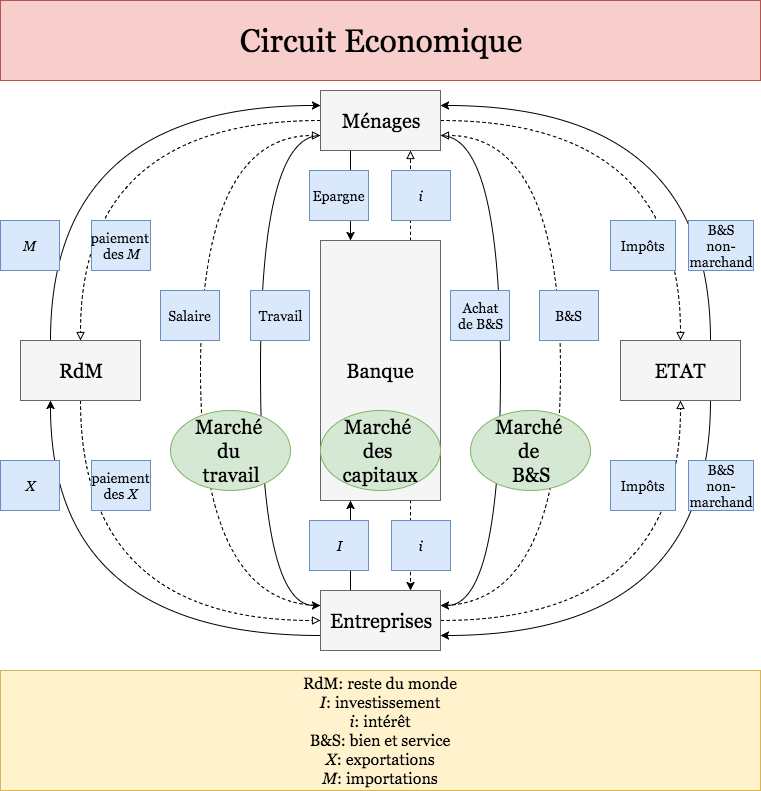 Circuit Economique
Ménages
Epargne
i
M
paiement
des M
Impôts
B&S
non-
marchand
Salaire
Travail
Achat
de B&S
B&S
RdM
Banque
ETAT
Marché
du
travail
Marché
des
capitaux
Marché
de
B&S
X
paiement
des X
Impôts
B&S
non-
marchand
I
i
Entreprises
RdM: reste du monde
I: investissement
i: intérêt
B&S: bien et service
X: exportations
M: importations